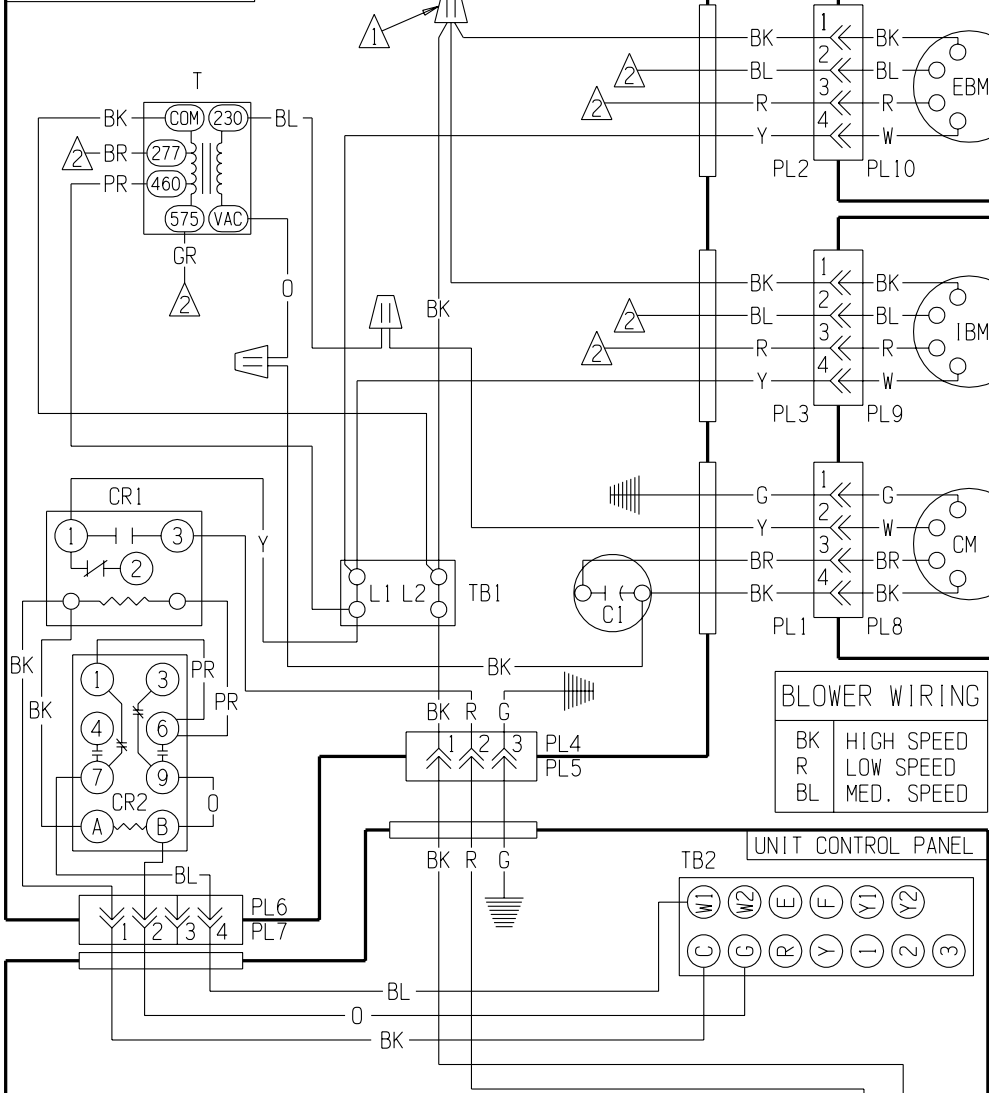 1
BK
1
BK
2
BL
2
BL
EBM
2
R
3
R
Y
4
W
PL2
PL10
T
BK
COM
230
BL
2
BR
277
PR
460
575
VAC
GR
2
O
BK
BK
1
BK
2
BL
2
BL
IBM
2
R
3
R
Y
4
W
PL3
PL9
G
1
G
Y
2
W
CM
BR
3
BR
BK
4
BK
PL1
PL8
C1
CR1
1
3
2
Y
L1 L2
TB1
BK
BK
PR
PR
BK
1
3
4
6
7
9
CR2
O
A
B
BL
BK R G
1 2 3
PL4
PL5
BK R G
BLOWER WIRING
BK HIGH SPEED
R LOW SPEED
BL MED. SPEED
UNIT CONTROL PANEL
TB2
W1 W2 E F Y1 Y2
C G R Y 1 2 3
PL6
1 2 3 4
PL7
BL
O
BK